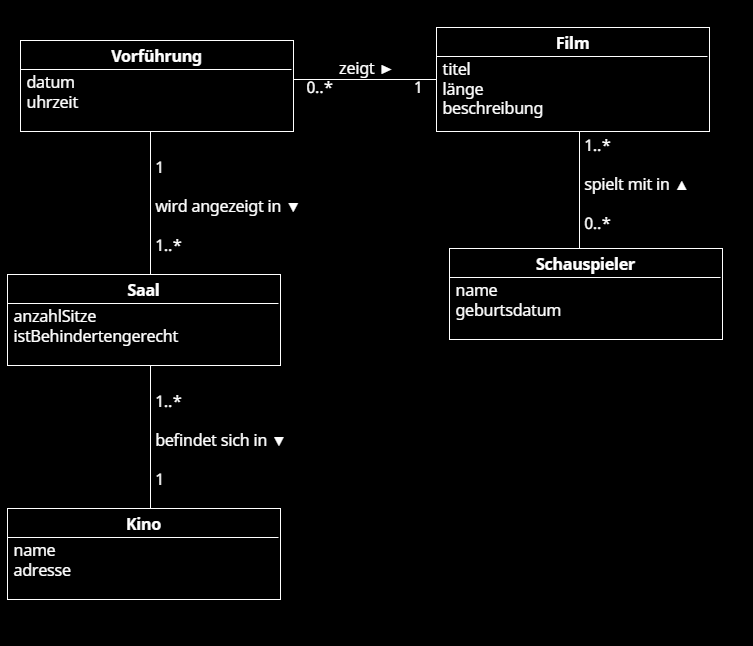 Vorführung
datum
uhrzeit
zeigt ►
0..*
1
Film
titel
länge
beschreibung
1
wird angezeigt in ▼
1..*
1..*
spielt mit in ▲
0..*
Saal
anzahlSitze
istBehindertengerecht
Schauspieler
name
geburtsdatum
1..*
befindet sich in ▼
1
Kino
name
adresse